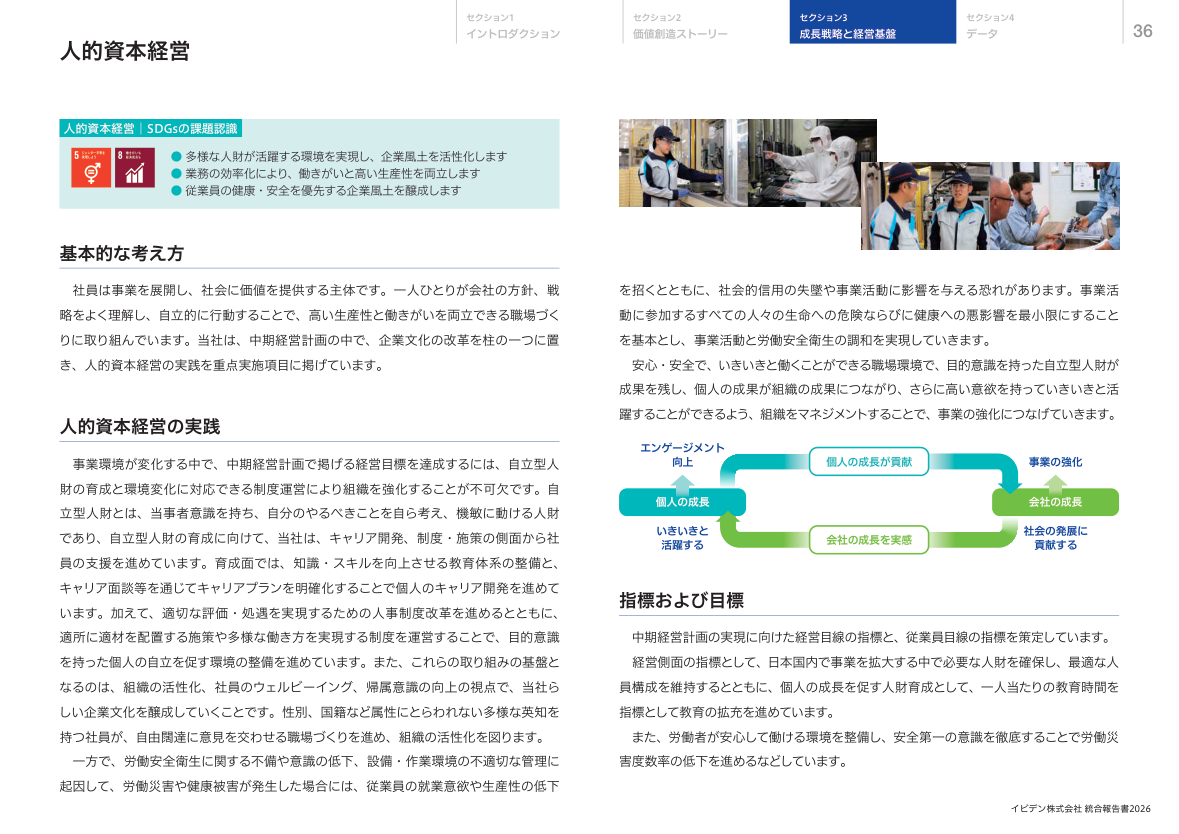 セクション1
イントロダクション
セクション2
価値創造ストーリー
セクション3
成長戦略と経営基盤
セクション4
データ
36
人的資本経営
人的資本経営｜SDGsの課題認識
5 ジェンダー平等を
実現しよう
8 働きがいも
経済成長も
● 多様な人財が活躍する環境を実現し、企業風土を活性化します
● 業務の効率化により、働きがいと高い生産性を両立します
● 従業員の健康・安全を優先する企業風土を醸成します
基本的な考え方
社員は事業を展開し、社会に価値を提供する主体です。一人ひとりが会社の方針、戦
略をよく理解し、自立的に行動することで、高い生産性と働きがいを両立できる職場づく
りに取り組んでいます。当社は、中期経営計画の中で、企業文化の改革を柱の一つに置
き、人的資本経営の実践を重点実施項目に掲げています。
人的資本経営の実践
事業環境が変化する中で、中期経営計画で掲げる経営目標を達成するには、自立型人
財の育成と環境変化に対応できる制度運営により組織を強化することが不可欠です。自
立型人財とは、当事者意識を持ち、自分のやるべきことを自ら考え、機敏に動ける人財
であり、自立型人財の育成に向けて、当社は、キャリア開発、制度・施策の側面から社
員の支援を進めています。育成面では、知識・スキルを向上させる教育体系の整備と、
キャリア面談等を通じてキャリアプランを明確化することで個人のキャリア開発を進めて
います。加えて、適切な評価・処遇を実現するための人事制度改革を進めるとともに、
適所に適材を配置する施策や多様な働き方を実現する制度を運営することで、目的意識
を持った個人の自立を促す環境の整備を進めています。また、これらの取り組みの基盤と
なるのは、組織の活性化、社員のウェルビーイング、帰属意識の向上の視点で、当社ら
しい企業文化を醸成していくことです。性別、国籍など属性にとらわれない多様な英知を
持つ社員が、自由闊達に意見を交わせる職場づくりを進め、組織の活性化を図ります。
一方で、労働安全衛生に関する不備や意識の低下、設備・作業環境の不適切な管理に
起因して、労働災害や健康被害が発生した場合には、従業員の就業意欲や生産性の低下
を招くとともに、社会的信用の失墜や事業活動に影響を与える恐れがあります。事業活
動に参加するすべての人々の生命への危険ならびに健康への悪影響を最小限にすること
を基本とし、事業活動と労働安全衛生の調和を実現していきます。
安心・安全で、いきいきと働くことができる職場環境で、目的意識を持った自立型人財が
成果を残し、個人の成果が組織の成果につながり、さらに高い意欲を持っていきいきと活
躍することができるよう、組織をマネジメントすることで、事業の強化につなげていきます。
エンゲージメント
向上
個人の成長
いきいきと
活躍する
個人の成長が貢献
会社の成長を実感
事業の強化
会社の成長
社会の発展に
貢献する
指標および目標
中期経営計画の実現に向けた経営目線の指標と、従業員目線の指標を策定しています。
経営側面の指標として、日本国内で事業を拡大する中で必要な人財を確保し、最適な人
員構成を維持するとともに、個人の成長を促す人財育成として、一人当たりの教育時間を
指標として教育の拡充を進めています。
また、労働者が安心して働ける環境を整備し、安全第一の意識を徹底することで労働災
害度数率の低下を進めるなどしています。
イビデン株式会社 統合報告書2026